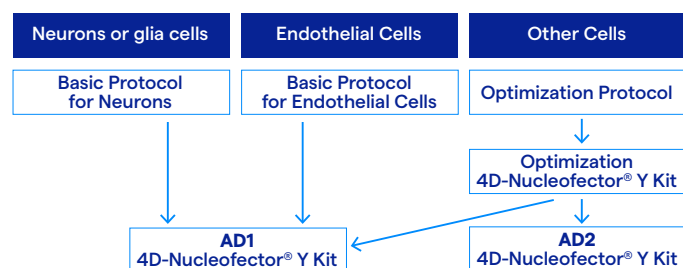 Neurons or glia cells
Endothelial Cells
Other Cells
Basic Protocol
for Neurons
Basic Protocol
for Endothelial Cells
Optimization Protocol
Optimization
4D-Nucleofector® Y Kit
AD1
4D-Nucleofector® Y Kit
AD2
4D-Nucleofector® Y Kit